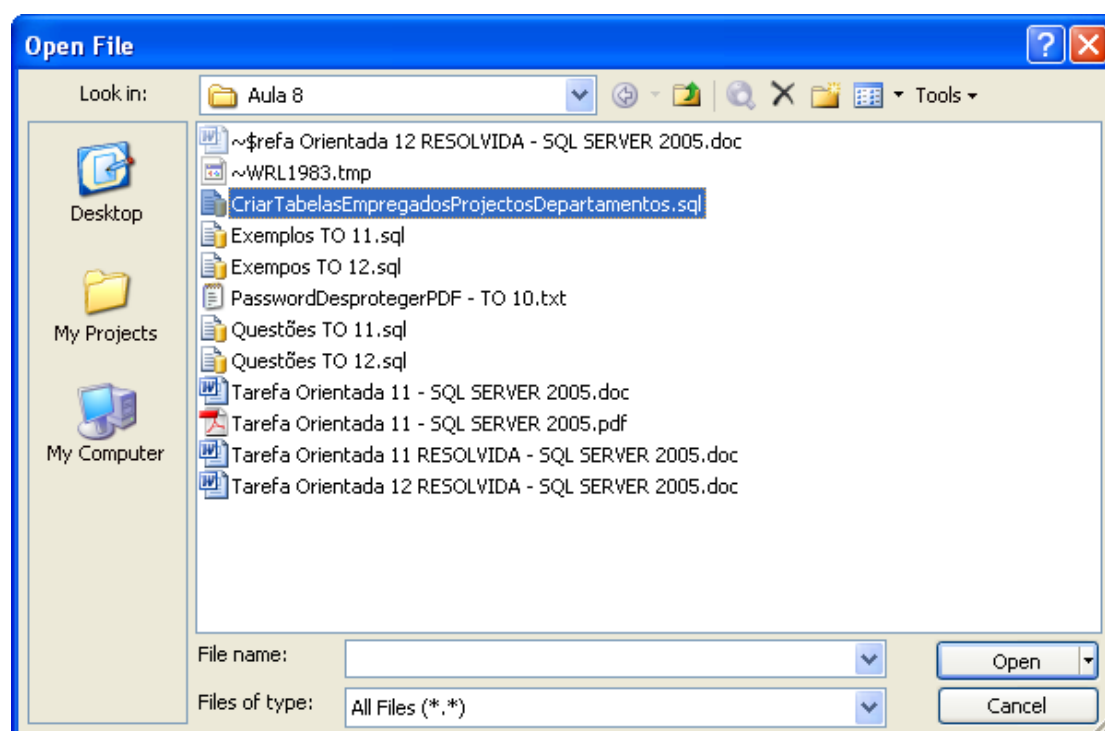 Open File
Look in:
Aula 8
Tools
Desktop
My Projects
My Computer
~$refa Orientada 12 RESOLVIDA - SQL SERVER 2005.doc
~WRL1983.tmp
CriarTabelasEmpregadosProjectosDepartamentos.sql
Exemplos TO 11.sql
Exempos TO 12.sql
PasswordDesprotegerPDF - TO 10.txt
Questões TO 11.sql
Questões TO 12.sql
Tarefa Orientada 11 - SQL SERVER 2005.doc
Tarefa Orientada 11 - SQL SERVER 2005.pdf
Tarefa Orientada 11 RESOLVIDA - SQL SERVER 2005.doc
Tarefa Orientada 12 RESOLVIDA - SQL SERVER 2005.doc
File name:
Open
Files of type:
All Files (*.*)
Cancel